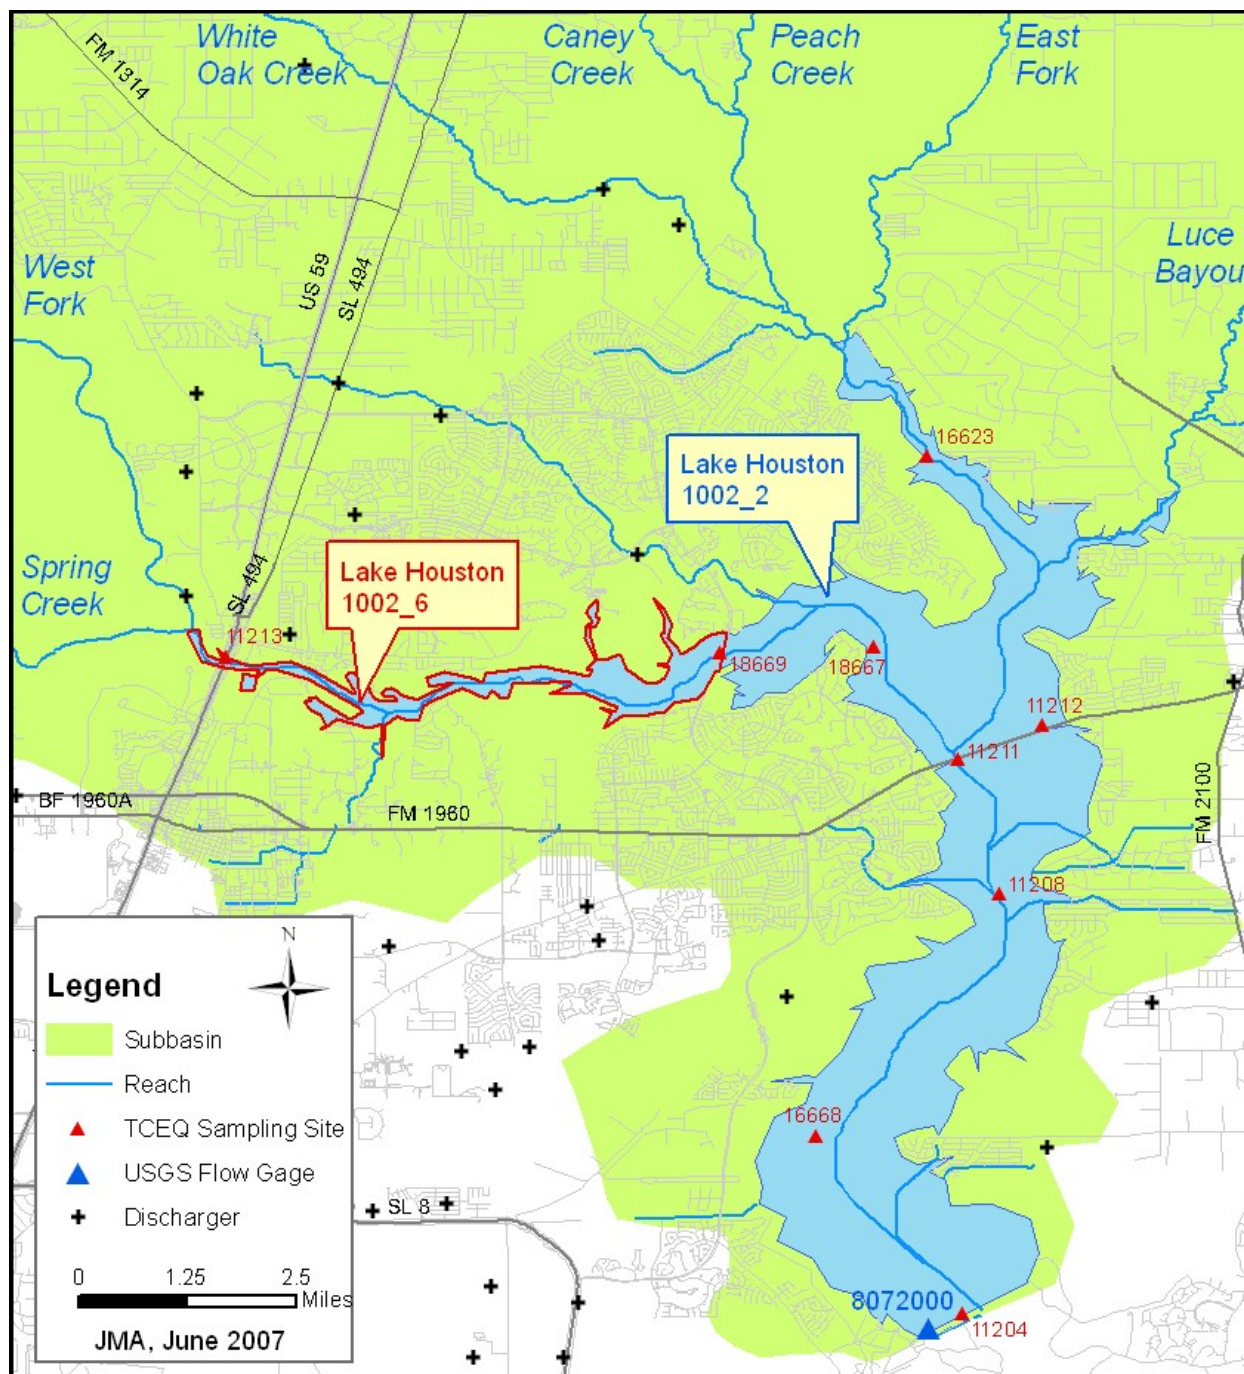 White
Oak Creek
Caney
Creek
Peach
Creek
East
Fork
FM 1314
Luce
Bayou
West
Fork
US 59
SL 494
16623
Lake Houston
1002_2
Spring
Creek
SL 494
Lake Houston
1002_6
11213
18669
18667
11212
11211
BF 1960A
FM 1960
FM 2100
11208
N
Legend
Subbasin
Reach
TCEQ Sampling Site
USGS Flow Gage
Discharger
0 1.25 2.5
Miles
JMA, June 2007
16668
SL 8
8072000
11204